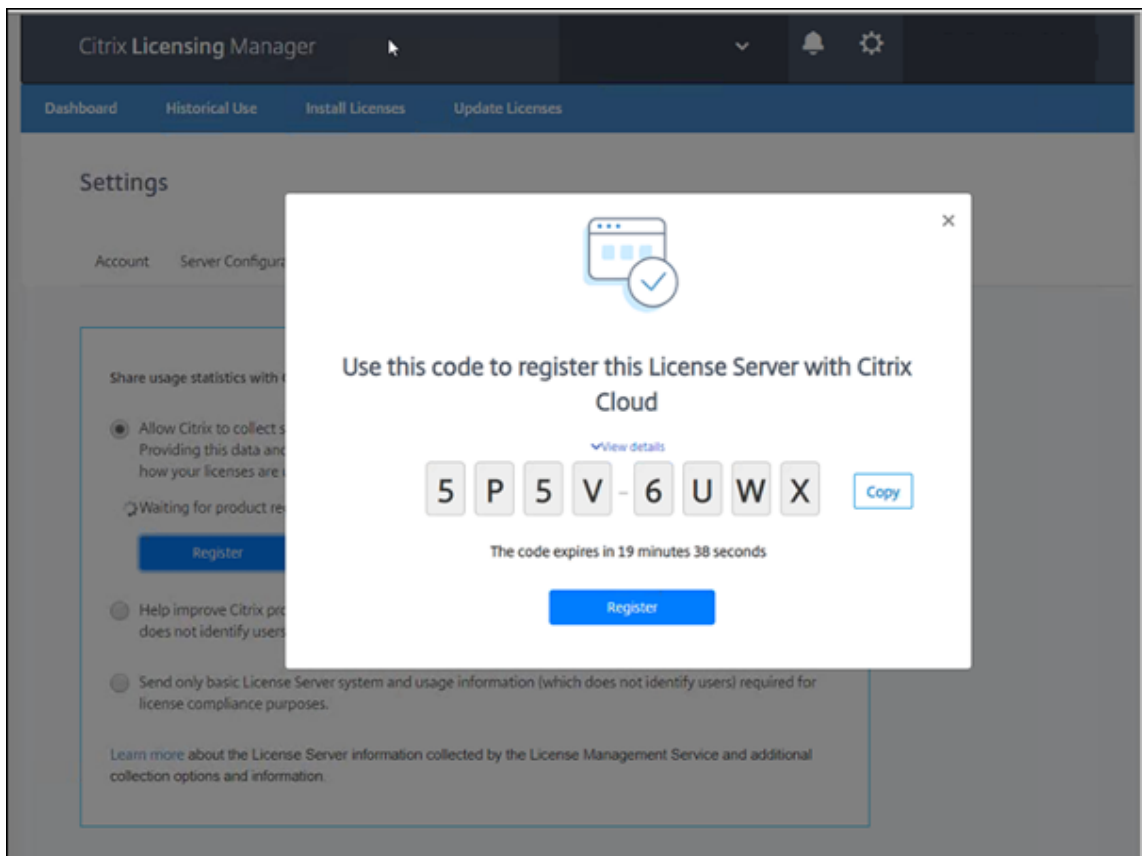 Citrix Licensing Manager
Dashboard Historical Use Install Licenses Update Licenses
Settings
Account Server Configura
Share usage statistics with
Allow Citrix to collect s
Providing this data and
how your licenses are
Waiting for product re
Register
Help improve Citrix pro
does not identify users
Send only basic License Server system and usage information (which does not identify users) required for
license compliance purposes.
Learn more about the License Server information collected by the License Management Service and additional
collection options and information.
×
Use this code to register this License Server with Citrix
Cloud
View details
5 P 5 V - 6 U W X
Copy
The code expires in 19 minutes 38 seconds
Register